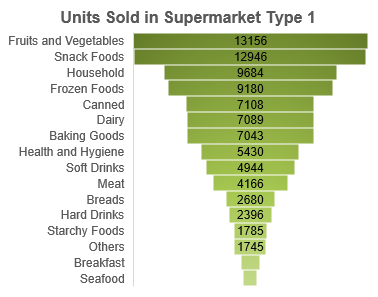 Units Sold in Supermarket Type 1
Fruits and Vegetables 13156
Snack Foods 12946
Household 9684
Frozen Foods 9180
Canned 7108
Dairy 7089
Baking Goods 7043
Health and Hygiene 5430
Soft Drinks 4944
Meat 4166
Breads 2680
Hard Drinks 2396
Starchy Foods 1785
Others 1745
Breakfast
Seafood